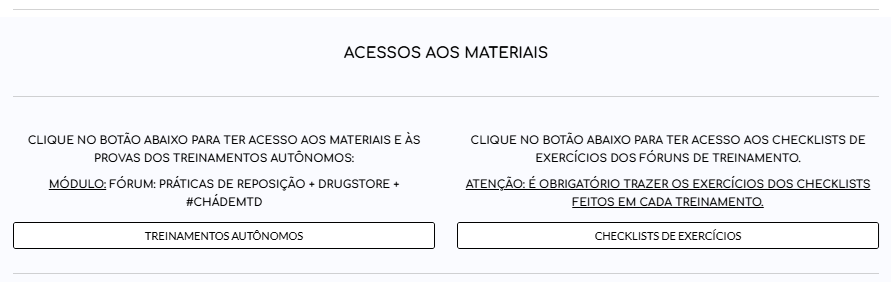 ACESSOS AOS MATERIAIS
CLIQUE NO BOTÃO ABAIXO PARA TER ACESSO AOS MATERIAIS E ÀS
PROVAS DOS TREINAMENTOS AUTÔNOMOS:
MÓDULO: FÓRUM: PRÁTICAS DE REPOSIÇÃO + DRUGSTORE +
#CHÁDEMTD
TREINAMENTOS AUTÔNOMOS
CLIQUE NO BOTÃO ABAIXO PARA TER ACESSO AOS CHECKLISTS DE
EXERCÍCIOS DOS FÓRUNS DE TREINAMENTO.
ATENÇÃO: É OBRIGATÓRIO TRAZER OS EXERCÍCIOS DOS CHECKLISTS
FEITOS EM CADA TREINAMENTO.
CHECKLISTS DE EXERCÍCIOS